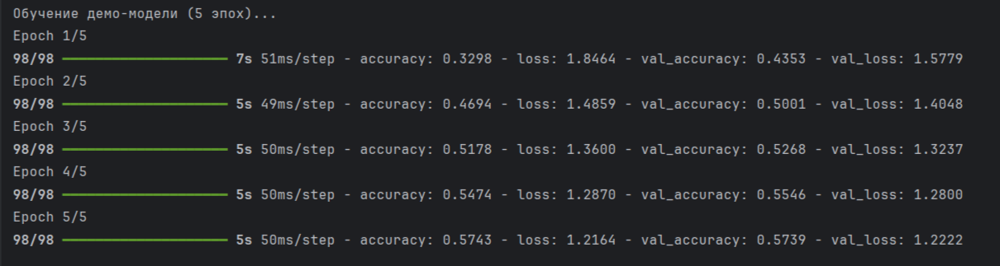 Обучение демо-модели (5 эпох)...
Epoch 1/5
98/98 ━━━━━━━━━━━━━━━━━━━━ 7s 51ms/step - accuracy: 0.3298 - loss: 1.8464 - val_accuracy: 0.4353 - val_loss: 1.5779
Epoch 2/5
98/98 ━━━━━━━━━━━━━━━━━━━━ 5s 49ms/step - accuracy: 0.4694 - loss: 1.4859 - val_accuracy: 0.5001 - val_loss: 1.4048
Epoch 3/5
98/98 ━━━━━━━━━━━━━━━━━━━━ 5s 50ms/step - accuracy: 0.5178 - loss: 1.3600 - val_accuracy: 0.5268 - val_loss: 1.3237
Epoch 4/5
98/98 ━━━━━━━━━━━━━━━━━━━━ 5s 50ms/step - accuracy: 0.5474 - loss: 1.2870 - val_accuracy: 0.5546 - val_loss: 1.2800
Epoch 5/5
98/98 ━━━━━━━━━━━━━━━━━━━━ 5s 50ms/step - accuracy: 0.5743 - loss: 1.2164 - val_accuracy: 0.5739 - val_loss: 1.2222